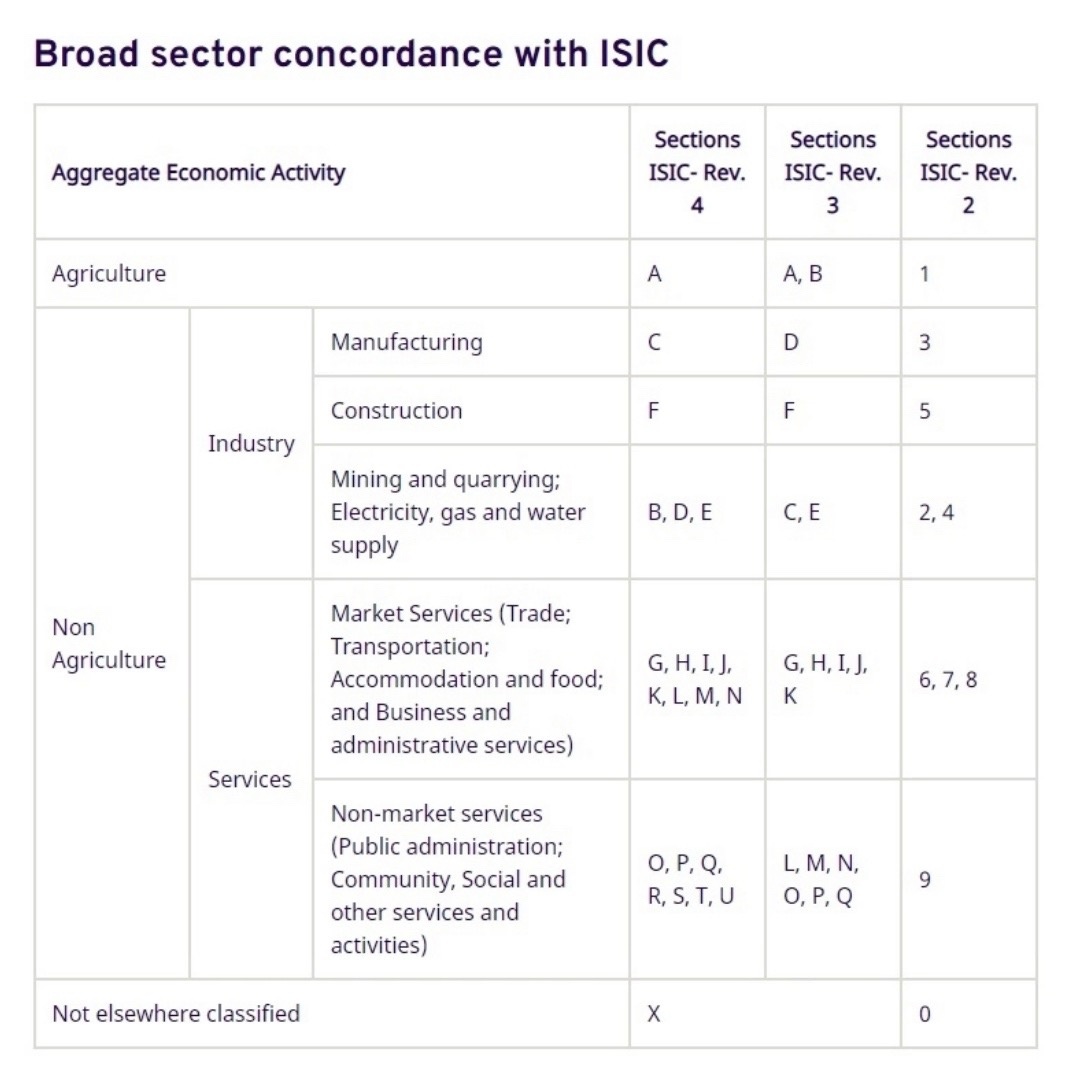 Broad sector concordance with ISIC
Aggregate Economic Activity
Sections
ISIC- Rev.
4
Sections
ISIC- Rev.
3
Sections
ISIC- Rev.
2
Agriculture
A
A, B
1
Non
Agriculture
Industry
Manufacturing
C
D
3
Construction
F
F
5
Mining and quarrying;
Electricity, gas and water
supply
B, D, E
C, E
2, 4
Services
Market Services (Trade;
Transportation;
Accommodation and food;
and Business and
administrative services)
G, H, I, J,
K, L, M, N
G, H, I, J,
K
6, 7, 8
Non-market services
(Public administration;
Community, Social and
other services and
activities)
O, P, Q,
R, S, T, U
L, M, N,
O, P, Q
9
Not elsewhere classified
X
0